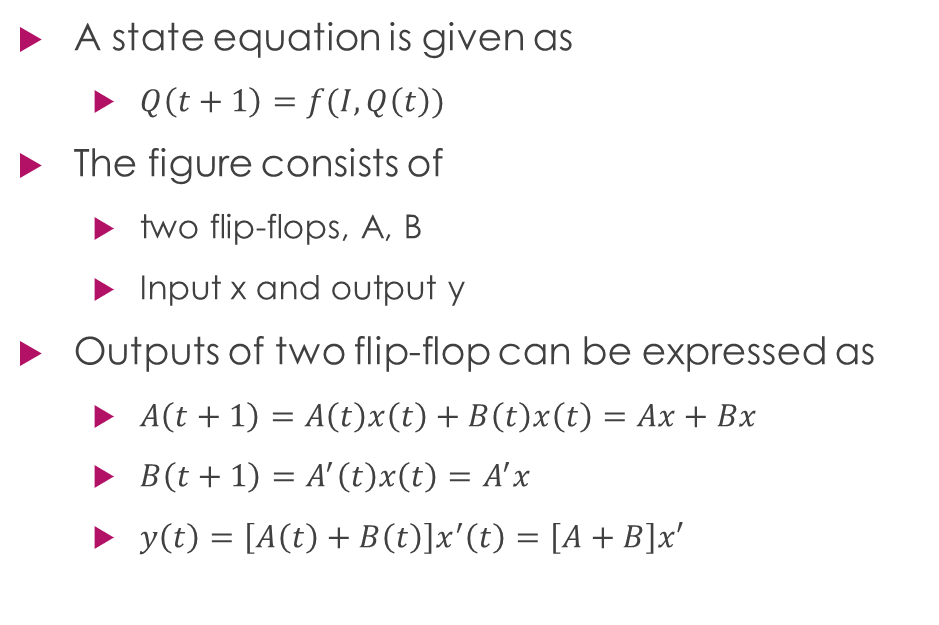 A state equation is given as
Q(t + 1) = f(I, Q(t))
The figure consists of
two flip-flops, A, B
Input x and output y
Outputs of two flip-flop can be expressed as
A(t + 1) = A(t)x(t) + B(t)x(t) = Ax + Bx
B(t + 1) = A′(t)x(t) = A′x
y(t) = [A(t) + B(t)]x′(t) = [A + B]x′